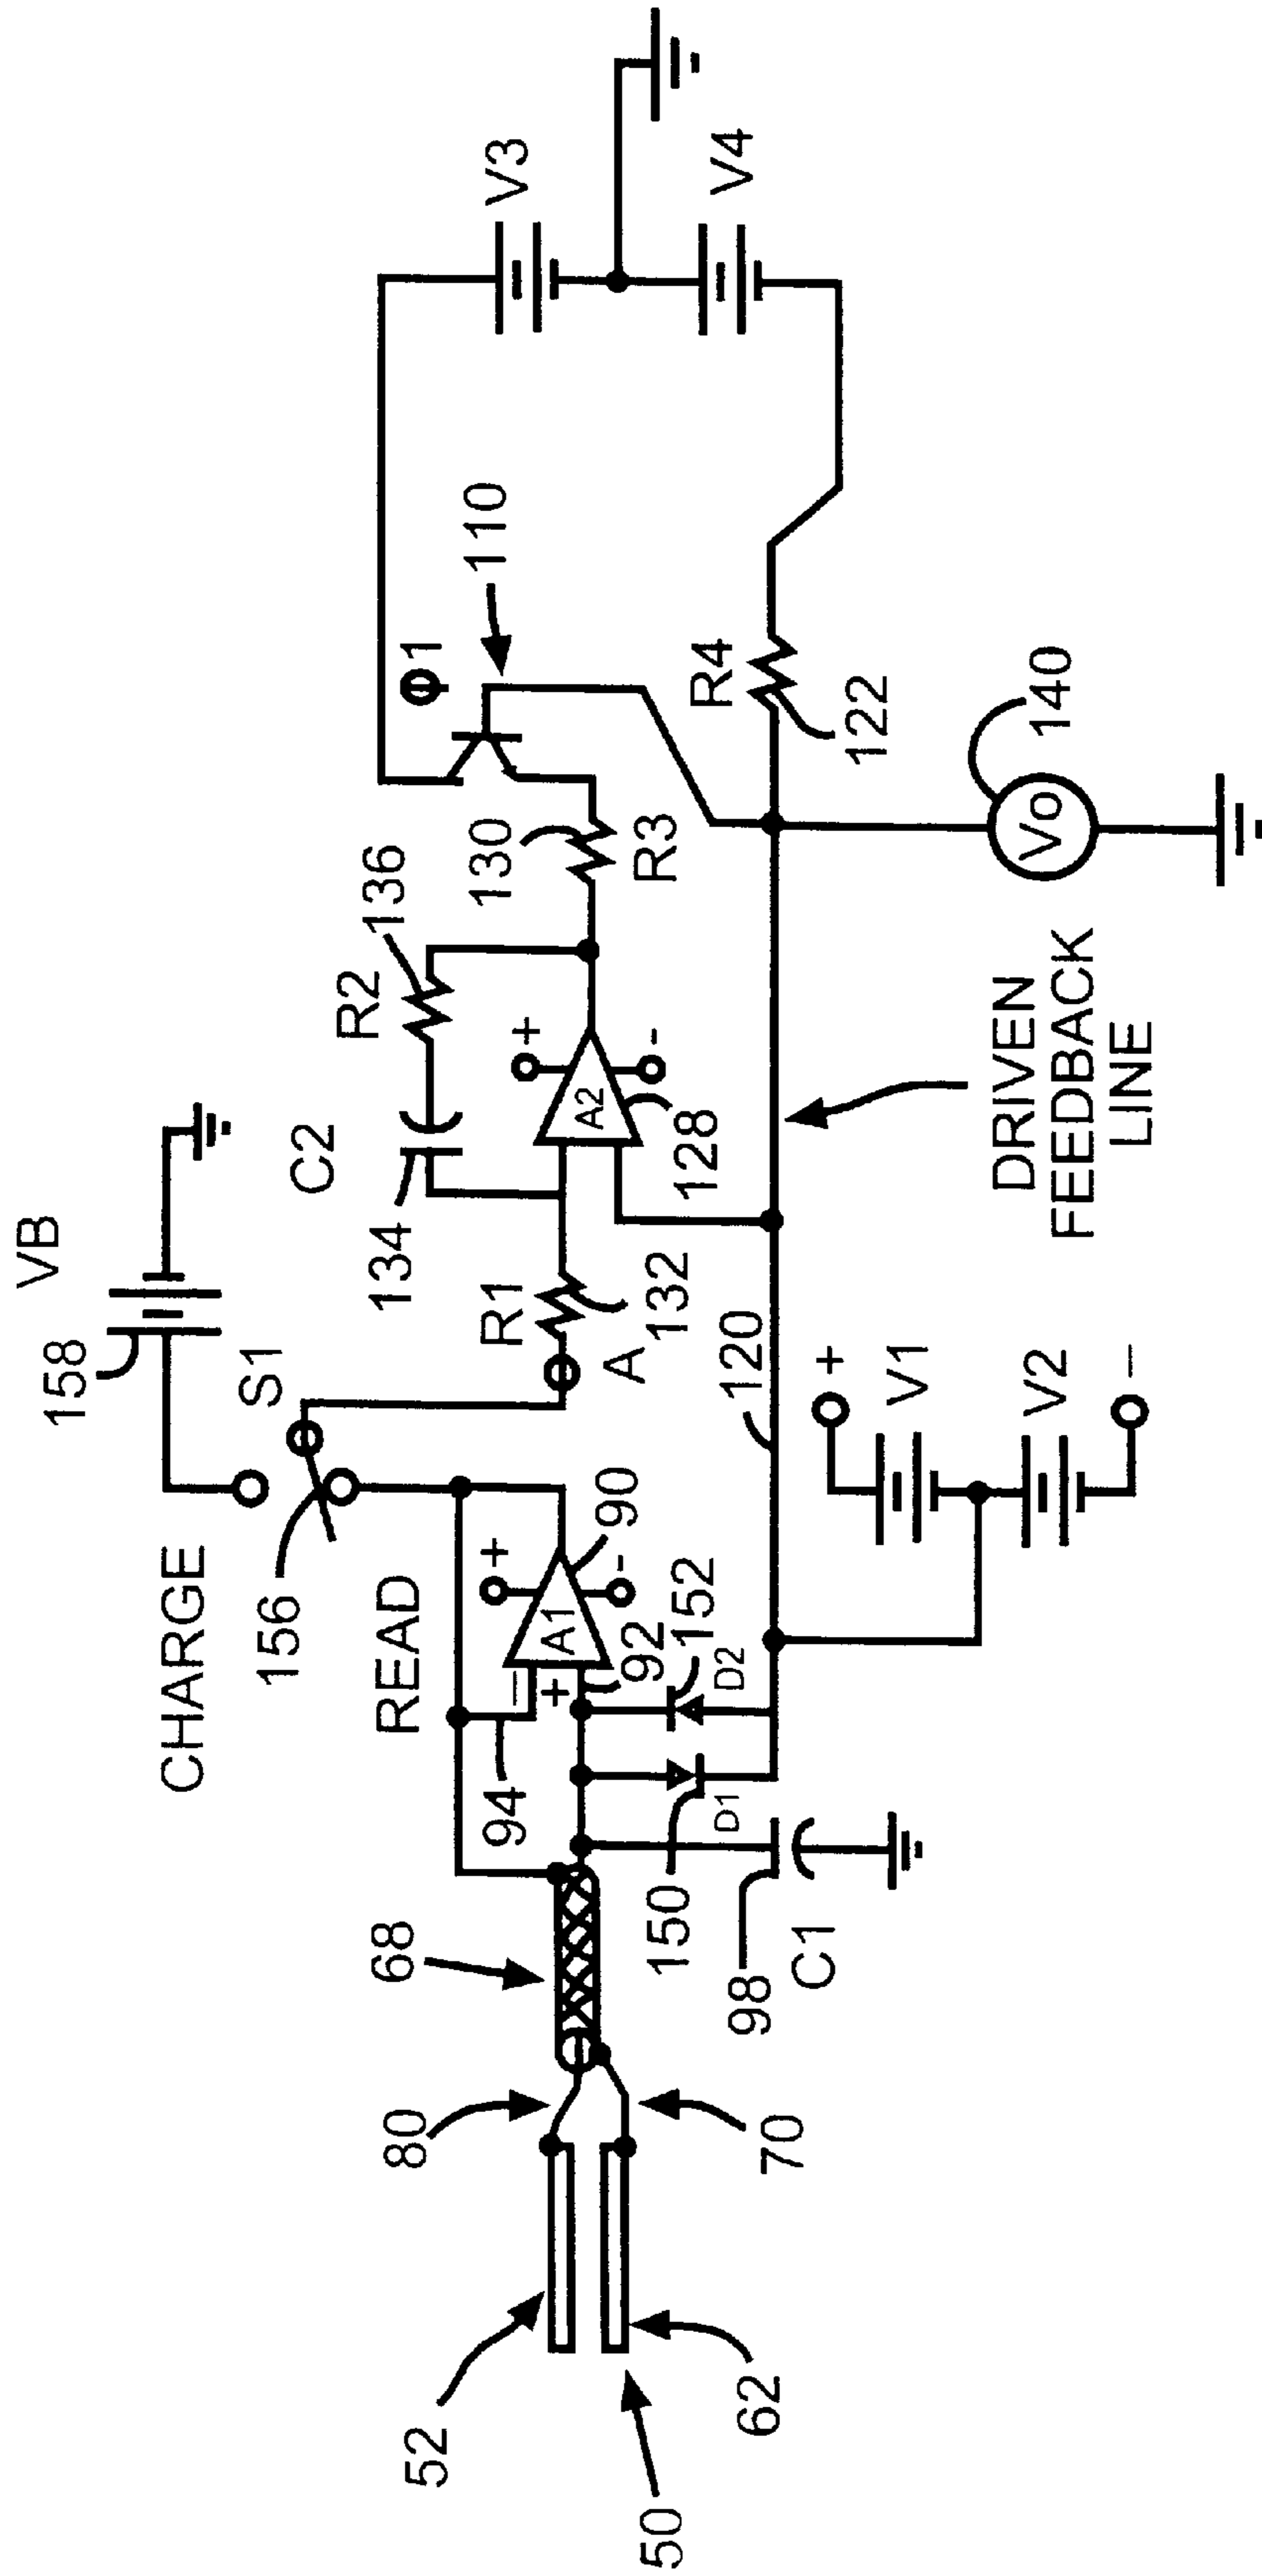 VB
158
CHARGE
S1
156
READ
C2
R2
136
134
Φ1
110
V3
V4
R1
132
A
A2
+
-
128
130
R3
68
94
-
+
A1
+
-
90
92
80
52
70
62
50
150
D1
152
D2
98
C1
120
+
V1
V2
-
DRIVEN
FEEDBACK
LINE
R4
122
Vo
140